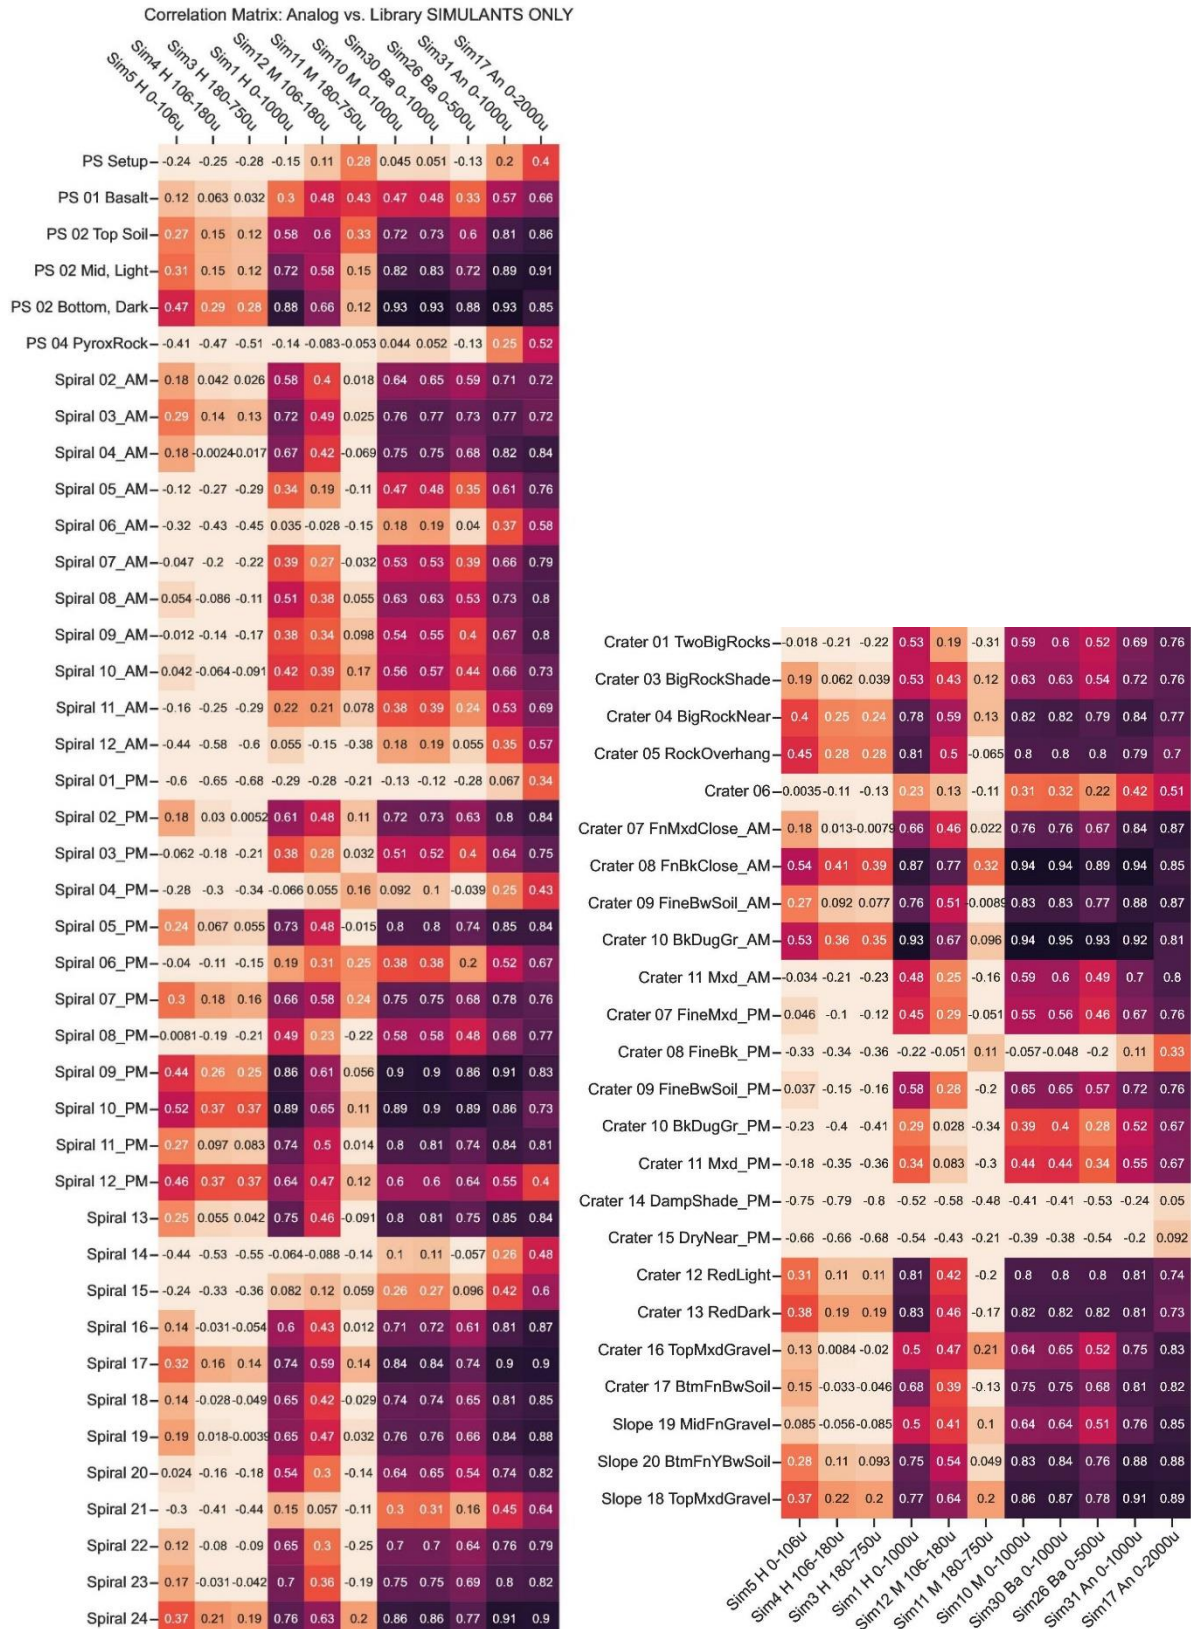 Correlation Matrix: Analog vs. Library SIMULANTS ONLY
Sim5 H 0-106u
Sim4 H 106-180u
Sim3 H 180-750u
Sim1 H 0-1000u
Sim12 M 106-180u
Sim11 M 180-750u
Sim10 M 0-1000u
Sim30 Ba 0-1000u
Sim26 Ba 0-500u
Sim31 An 0-1000u
Sim17 An 0-2000u
PS Setup -0.24 -0.25 -0.28 -0.15 0.11 0.28 0.045 0.051 -0.13 0.2 0.4
PS 01 Basalt 0.12 0.063 0.032 0.3 0.48 0.43 0.47 0.48 0.33 0.57 0.66
PS 02 Top Soil 0.27 0.15 0.12 0.58 0.6 0.33 0.72 0.73 0.6 0.81 0.86
PS 02 Mid, Light 0.31 0.15 0.12 0.72 0.58 0.15 0.82 0.83 0.72 0.89 0.91
PS 02 Bottom, Dark 0.47 0.29 0.28 0.88 0.66 0.12 0.93 0.93 0.88 0.93 0.85
PS 04 PyroxRock -0.41 -0.47 -0.51 -0.14 -0.083 -0.053 0.044 0.052 -0.13 0.25 0.52
Spiral 02_AM 0.18 0.042 0.026 0.58 0.4 0.018 0.64 0.65 0.59 0.71 0.72
Spiral 03_AM 0.29 0.14 0.13 0.72 0.49 0.025 0.76 0.77 0.73 0.77 0.72
Spiral 04_AM 0.18 -0.0024 -0.017 0.67 0.42 -0.069 0.75 0.75 0.68 0.82 0.84
Spiral 05_AM -0.12 -0.27 -0.29 0.34 0.19 -0.11 0.47 0.48 0.35 0.61 0.76
Spiral 06_AM -0.32 -0.43 -0.45 0.035 -0.028 -0.15 0.18 0.19 0.04 0.37 0.58
Spiral 07_AM -0.047 -0.2 -0.22 0.39 0.27 -0.032 0.53 0.53 0.39 0.66 0.79
Spiral 08_AM 0.054 -0.086 -0.11 0.51 0.38 0.055 0.63 0.63 0.53 0.73 0.8
Spiral 09_AM -0.012 -0.14 -0.17 0.38 0.34 0.098 0.54 0.55 0.4 0.67 0.8
Spiral 10_AM 0.042 -0.064 -0.091 0.42 0.39 0.17 0.56 0.57 0.44 0.66 0.73
Spiral 11_AM -0.16 -0.25 -0.29 0.22 0.21 0.078 0.38 0.39 0.24 0.53 0.69
Spiral 12_AM -0.44 -0.58 -0.6 0.055 -0.15 -0.38 0.18 0.19 0.055 0.35 0.57
Spiral 01_PM -0.6 -0.65 -0.68 -0.29 -0.28 -0.21 -0.13 -0.12 -0.28 0.067 0.34
Spiral 02_PM 0.18 0.03 0.0052 0.61 0.48 0.11 0.72 0.73 0.63 0.8 0.84
Spiral 03_PM -0.062 -0.18 -0.21 0.38 0.28 0.032 0.51 0.52 0.4 0.64 0.75
Spiral 04_PM -0.28 -0.3 -0.34 -0.066 0.055 0.16 0.092 0.1 -0.039 0.25 0.43
Spiral 05_PM 0.24 0.067 0.055 0.73 0.48 -0.015 0.8 0.8 0.74 0.85 0.84
Spiral 06_PM -0.04 -0.11 -0.15 0.19 0.31 0.25 0.38 0.38 0.2 0.52 0.67
Spiral 07_PM 0.3 0.18 0.16 0.66 0.58 0.24 0.75 0.75 0.68 0.78 0.76
Spiral 08_PM -0.0081 -0.19 -0.21 0.49 0.23 -0.22 0.58 0.58 0.48 0.68 0.77
Spiral 09_PM 0.44 0.26 0.25 0.86 0.61 0.056 0.9 0.9 0.86 0.91 0.83
Spiral 10_PM 0.52 0.37 0.37 0.89 0.65 0.11 0.89 0.9 0.89 0.86 0.73
Spiral 11_PM 0.27 0.097 0.083 0.74 0.5 0.014 0.8 0.81 0.74 0.84 0.81
Spiral 12_PM 0.46 0.37 0.37 0.64 0.47 0.12 0.6 0.6 0.64 0.55 0.4
Spiral 13 0.25 0.055 0.042 0.75 0.46 -0.091 0.8 0.81 0.75 0.85 0.84
Spiral 14 -0.44 -0.53 -0.55 -0.064 -0.088 -0.14 0.1 0.11 -0.057 0.26 0.48
Spiral 15 -0.24 -0.33 -0.36 0.082 0.12 0.059 0.26 0.27 0.096 0.42 0.6
Spiral 16 0.14 -0.031 -0.054 0.6 0.43 0.012 0.71 0.72 0.61 0.81 0.87
Spiral 17 0.32 0.16 0.14 0.74 0.59 0.14 0.84 0.84 0.74 0.9 0.9
Spiral 18 0.14 -0.028 -0.049 0.65 0.42 -0.029 0.74 0.74 0.65 0.81 0.85
Spiral 19 0.19 0.018 -0.0039 0.65 0.47 0.032 0.76 0.76 0.66 0.84 0.88
Spiral 20 0.024 -0.16 -0.18 0.54 0.3 -0.14 0.64 0.65 0.54 0.74 0.82
Spiral 21 -0.3 -0.41 -0.44 0.15 0.057 -0.11 0.3 0.31 0.16 0.45 0.64
Spiral 22 0.12 -0.08 -0.09 0.65 0.3 -0.25 0.7 0.7 0.64 0.76 0.79
Spiral 23 0.17 -0.031 -0.042 0.7 0.36 -0.19 0.75 0.75 0.69 0.8 0.82
Spiral 24 0.37 0.21 0.19 0.76 0.63 0.2 0.86 0.86 0.77 0.91 0.9
Crater 01 TwoBigRocks -0.018 -0.21 -0.22 0.53 0.19 -0.31 0.59 0.6 0.52 0.69 0.76
Crater 03 BigRockShade 0.19 0.062 0.039 0.53 0.43 0.12 0.63 0.63 0.54 0.72 0.76
Crater 04 BigRockNear 0.4 0.25 0.24 0.78 0.59 0.13 0.82 0.82 0.79 0.84 0.77
Crater 05 RockOverhang 0.45 0.28 0.28 0.81 0.5 -0.065 0.8 0.8 0.8 0.79 0.7
Crater 06 0.0035 -0.11 -0.13 0.23 0.13 -0.11 0.31 0.32 0.22 0.42 0.51
Crater 07 FnMxdClose_AM 0.18 0.013 -0.0079 0.66 0.46 0.022 0.76 0.76 0.67 0.84 0.87
Crater 08 FnBkClose_AM 0.54 0.41 0.39 0.87 0.77 0.32 0.94 0.94 0.89 0.94 0.85
Crater 09 FineBwSoil_AM 0.27 0.092 0.077 0.76 0.51 -0.0089 0.83 0.83 0.77 0.88 0.87
Crater 10 BkDugGr_AM 0.53 0.36 0.35 0.93 0.67 0.096 0.94 0.95 0.93 0.92 0.81
Crater 11 Mxd_AM -0.034 -0.21 -0.23 0.48 0.25 -0.16 0.59 0.6 0.49 0.7 0.8
Crater 07 FineMxd_PM 0.046 -0.1 -0.12 0.45 0.29 -0.051 0.55 0.56 0.46 0.67 0.76
Crater 08 FineBk_PM -0.33 -0.34 -0.36 -0.22 -0.051 0.11 -0.057 -0.048 -0.2 0.11 0.33
Crater 09 FineBwSoil_PM 0.037 -0.15 -0.16 0.58 0.28 -0.2 0.65 0.65 0.57 0.72 0.76
Crater 10 BkDugGr_PM -0.23 -0.4 -0.41 0.29 0.028 -0.34 0.39 0.4 0.28 0.52 0.67
Crater 11 Mxd_PM -0.18 -0.35 -0.36 0.34 0.083 -0.3 0.44 0.44 0.34 0.55 0.67
Crater 14 DampShade_PM -0.75 -0.79 -0.8 -0.52 -0.58 -0.48 -0.41 -0.41 -0.53 -0.24 0.05
Crater 15 DryNear_PM -0.66 -0.66 -0.68 -0.54 -0.43 -0.21 -0.39 -0.38 -0.54 -0.2 0.092
Crater 12 RedLight 0.31 0.11 0.11 0.81 0.42 -0.2 0.8 0.8 0.8 0.81 0.74
Crater 13 RedDark 0.38 0.19 0.19 0.83 0.46 -0.17 0.82 0.82 0.82 0.81 0.73
Crater 16 TopMxdGravel 0.13 0.0084 -0.02 0.5 0.47 0.21 0.64 0.65 0.52 0.75 0.83
Crater 17 BtmFnBwSoil 0.15 -0.033 -0.046 0.68 0.39 -0.13 0.75 0.75 0.68 0.81 0.82
Slope 19 MidFnGravel 0.085 -0.056 -0.085 0.5 0.41 0.1 0.64 0.64 0.51 0.76 0.85
Slope 20 BtmFnYBwSoil 0.28 0.11 0.093 0.75 0.54 0.049 0.83 0.84 0.76 0.88 0.88
Slope 18 TopMxdGravel 0.37 0.22 0.2 0.77 0.64 0.2 0.86 0.87 0.78 0.91 0.89
Sim5 H 0-106u
Sim4 H 106-180u
Sim3 H 180-750u
Sim1 H 0-1000u
Sim12 M 106-180u
Sim11 M 180-750u
Sim10 M 0-1000u
Sim30 Ba 0-1000u
Sim26 Ba 0-500u
Sim31 An 0-1000u
Sim17 An 0-2000u